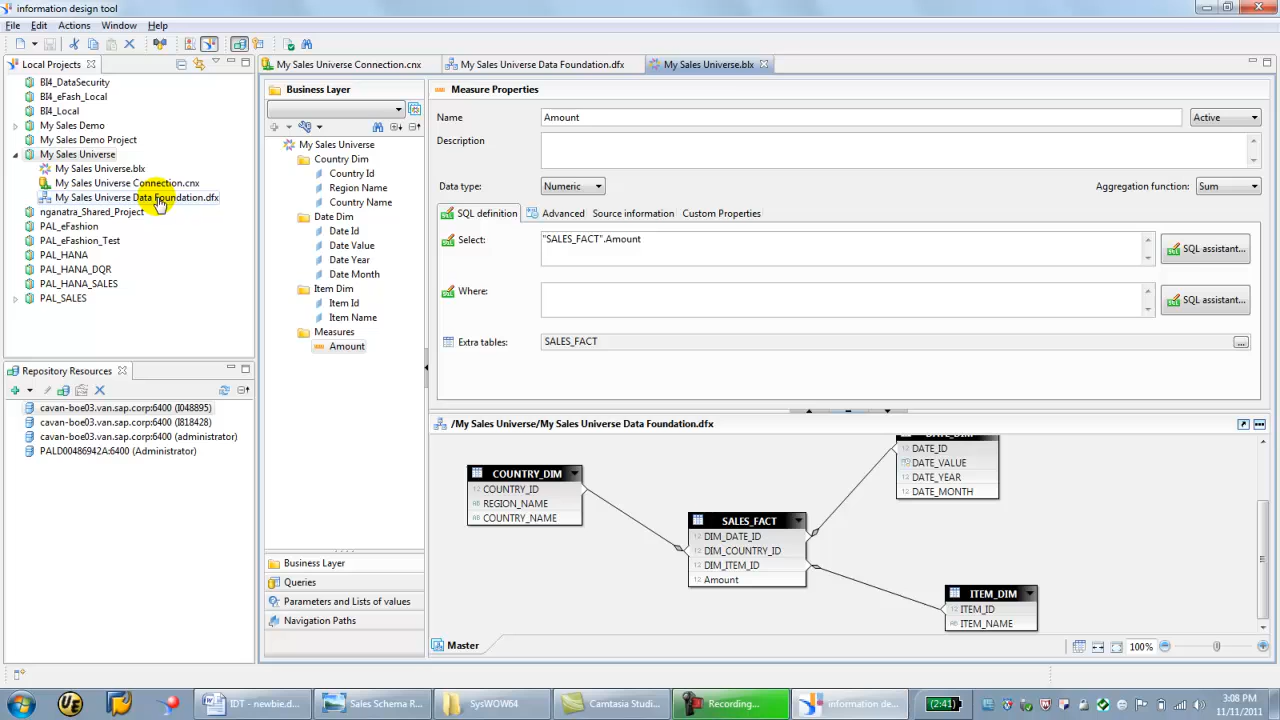 information design tool
File Edit Actions Window Help
Local Projects
BI4_DataSecurity
BI4_eFash_Local
BI4_Local
My Sales Demo
My Sales Demo Project
My Sales Universe
My Sales Universe.blx
My Sales Universe Connection.cnx
My Sales Universe Data Foundation.dfx
nganatra_Shared_Project
PAL_eFashion
PAL_eFashion_Test
PAL_HANA
PAL_HANA_DQR
PAL_HANA_SALES
PAL_SALES
Repository Resources
cavan-boe03.van.sap.corp:6400 (I048895)
cavan-boe03.van.sap.corp:6400 (I818428)
cavan-boe03.van.sap.corp:6400 (administrator)
PALD00486942A:6400 (Administrator)
My Sales Universe Connection.cnx My Sales Universe Data Foundation.dfx My Sales Universe.blx
Business Layer
My Sales Universe
Country Dim
Country Id
Region Name
Country Name
Date Dim
Date Id
Date Value
Date Year
Date Month
Item Dim
Item Id
Item Name
Measures
Amount
Business Layer
Queries
Parameters and Lists of values
Navigation Paths
Measure Properties
Name Amount Active
Description
Data type: Numeric Aggregation function: Sum
SQL definition Advanced Source information Custom Properties
Select: "SALES_FACT".Amount SQL assistant...
Where: SQL assistant...
Extra tables: SALES_FACT ...
/My Sales Universe/My Sales Universe Data Foundation.dfx
COUNTRY_DIM
COUNTRY_ID
REGION_NAME
COUNTRY_NAME
SALES_FACT
DIM_DATE_ID
DIM_COUNTRY_ID
DIM_ITEM_ID
Amount
DATE_DIM
DATE_ID
DATE_VALUE
DATE_YEAR
DATE_MONTH
ITEM_DIM
ITEM_ID
ITEM_NAME
Master 100%
IDT - newbie.d... Sales Schema R... SysWOW64 Camtasia Studi... Recording... information de... (2:41) 3:08 PM
11/11/2011